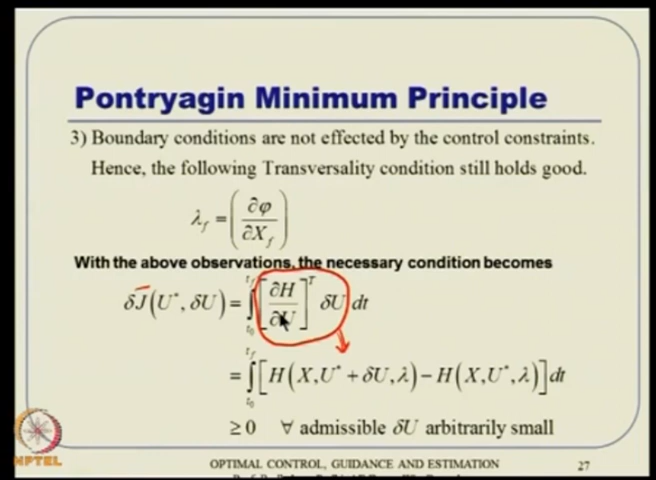 Pontryagin Minimum Principle
3) Boundary conditions are not effected by the control constraints.
Hence, the following Transversality condition still holds good.
λ_f = (∂φ/∂X_f)
With the above observations, the necessary condition becomes
δJ̄(U*, δU) = ∫_{t_0}^{t_f} [∂H/∂U]^T δU dt
= ∫_{t_0}^{t_f} [H(X,U* + δU,λ) − H(X,U*,λ)] dt
≥ 0 ∀ admissible δU arbitrarily small
NPTEL
OPTIMAL CONTROL, GUIDANCE AND ESTIMATION
27